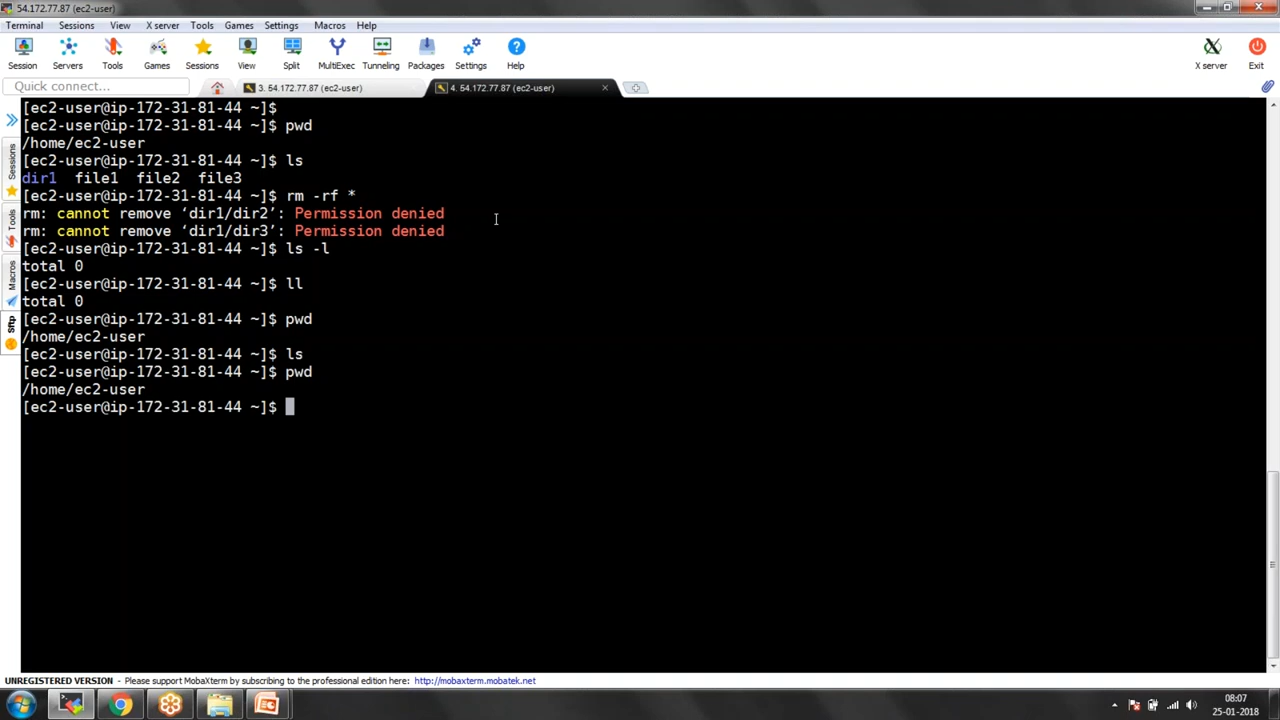 54.172.77.87 (ec2-user)
Terminal Sessions View X server Tools Games Settings Macros Help
Session Servers Tools Games Sessions View Split MultiExec Tunneling Packages Settings Help X server Exit
Quick connect... 3. 54.172.77.87 (ec2-user) 4. 54.172.77.87 (ec2-user)
[ec2-user@ip-172-31-81-44 ~]$
[ec2-user@ip-172-31-81-44 ~]$ pwd
/home/ec2-user
[ec2-user@ip-172-31-81-44 ~]$ ls
dir1 file1 file2 file3
[ec2-user@ip-172-31-81-44 ~]$ rm -rf *
rm: cannot remove ‘dir1/dir2’: Permission denied
rm: cannot remove ‘dir1/dir3’: Permission denied
[ec2-user@ip-172-31-81-44 ~]$ ls -l
total 0
[ec2-user@ip-172-31-81-44 ~]$ ll
total 0
[ec2-user@ip-172-31-81-44 ~]$ pwd
/home/ec2-user
[ec2-user@ip-172-31-81-44 ~]$ ls
[ec2-user@ip-172-31-81-44 ~]$ pwd
/home/ec2-user
[ec2-user@ip-172-31-81-44 ~]$
Sessions
Tools
Macros
Sftp
UNREGISTERED VERSION - Please support MobaXterm by subscribing to the professional edition here: http://mobaxterm.mobatek.net
08:07
25-01-2018